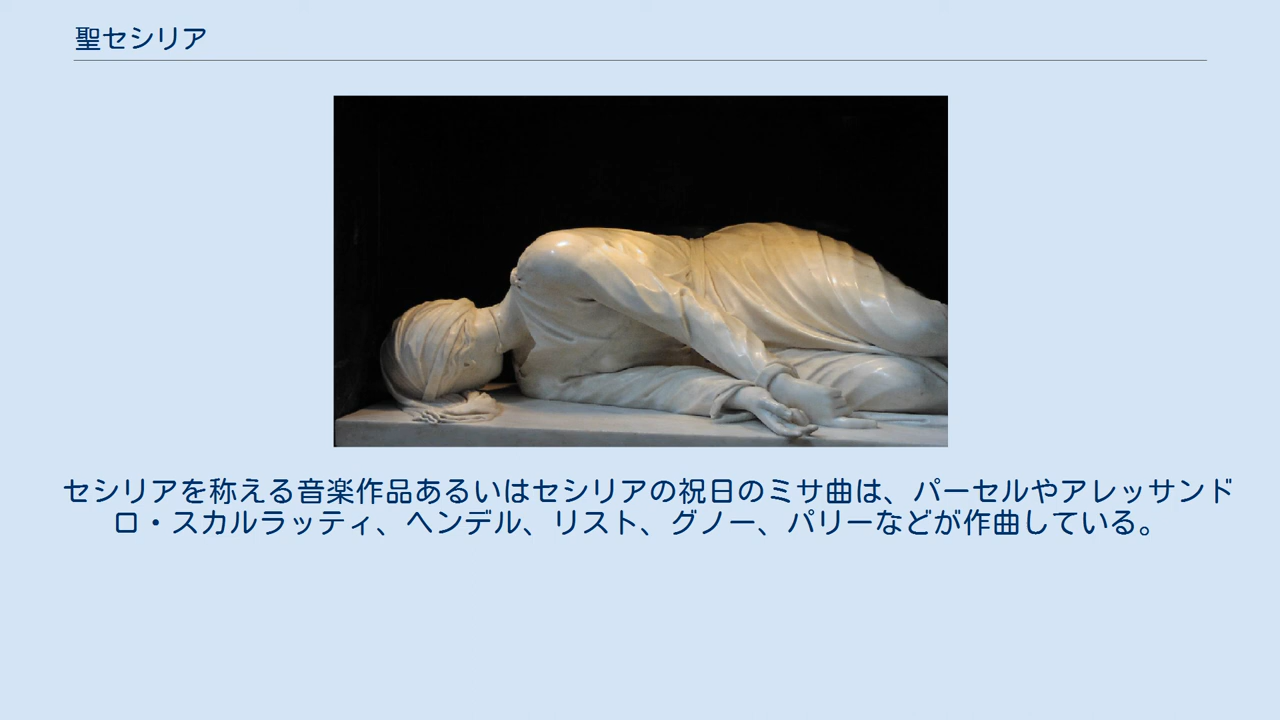 聖セシリア
セシリアを称える音楽作品あるいはセシリアの祝日のミサ曲は、パーセルやアレッサンド
ロ・スカルラッティ、ヘンデル、リスト、グノー、パリーなどが作曲している。